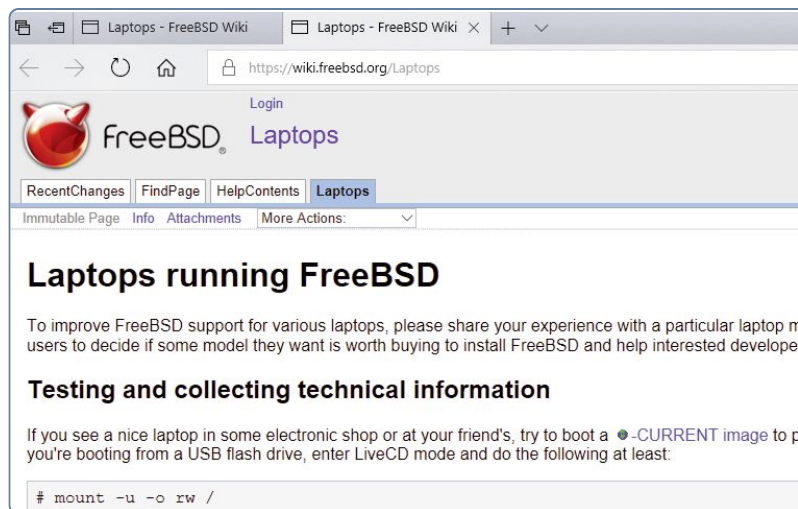 Laptops - FreeBSD Wiki
Laptops - FreeBSD Wiki
https://wiki.freebsd.org/Laptops
Login
FreeBSD®
Laptops
RecentChanges FindPage HelpContents Laptops
Immutable Page Info Attachments More Actions:
Laptops running FreeBSD
To improve FreeBSD support for various laptops, please share your experience with a particular laptop
users to decide if some model they want is worth buying to install FreeBSD and help interested
Testing and collecting technical information
If you see a nice laptop in some electronic shop or at your friend's, try to boot a -CURRENT image to
you're booting from a USB flash drive, enter LiveCD mode and do the following at least:
# mount -u -o rw /